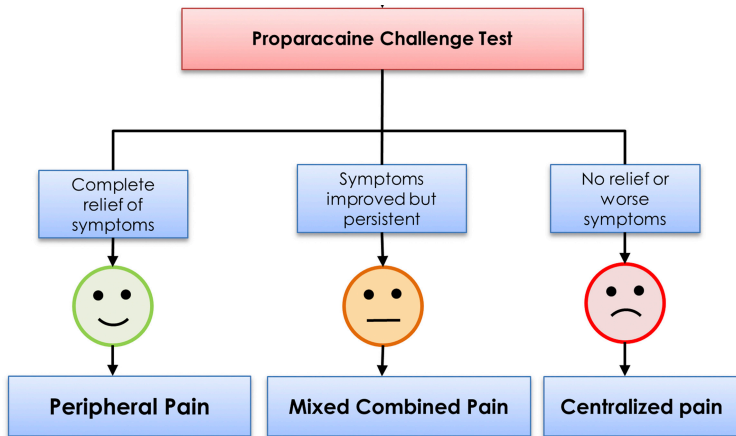 Proparacaine Challenge Test
Complete
relief of
symptoms
Symptoms
improved but
persistent
No relief or
worse
symptoms
Peripheral Pain
Mixed Combined Pain
Centralized pain